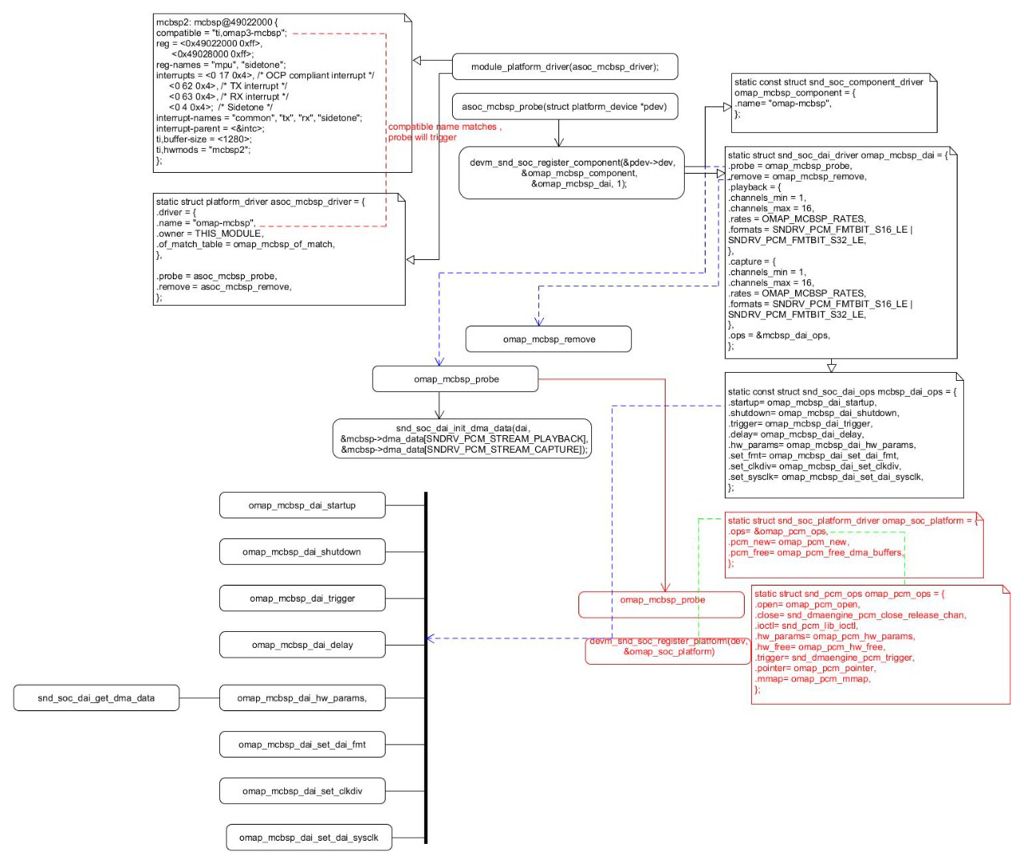 mcbsp2: mcbsp@49022000 {
compatible = "ti,omap3-mcbsp";
reg = <0x49022000 0xff>,
<0x49028000 0xff>;
reg-names = "mpu", "sidetone";
interrupts = <0 17 0x4>, /* OCP compliant interrupt */
<0 62 0x4>, /* TX interrupt */
<0 63 0x4>, /* RX interrupt */
<0 4 0x4>; /* Sidetone */
interrupt-names = "common", "tx", "rx", "sidetone";
interrupt-parent = <&intc>;
ti,buffer-size = <1280>;
ti,hwmods = "mcbsp2";
};
compatible name matches ,
probe will trigger
static struct platform_driver asoc_mcbsp_driver = {
.driver = {
.name = "omap-mcbsp",
.owner = THIS_MODULE,
.of_match_table = omap_mcbsp_of_match,
},
.probe = asoc_mcbsp_probe,
.remove = asoc_mcbsp_remove,
};
module_platform_driver(asoc_mcbsp_driver);
asoc_mcbsp_probe(struct platform_device *pdev)
devm_snd_soc_register_component(&pdev->dev,
&omap_mcbsp_component,
&omap_mcbsp_dai, 1);
static const struct snd_soc_component_driver
omap_mcbsp_component = {
.name= "omap-mcbsp",
};
static struct snd_soc_dai_driver omap_mcbsp_dai = {
.probe = omap_mcbsp_probe,
.remove = omap_mcbsp_remove,
.playback = {
.channels_min = 1,
.channels_max = 16,
.rates = OMAP_MCBSP_RATES,
.formats = SNDRV_PCM_FMTBIT_S16_LE |
SNDRV_PCM_FMTBIT_S32_LE,
},
.capture = {
.channels_min = 1,
.channels_max = 16,
.rates = OMAP_MCBSP_RATES,
.formats = SNDRV_PCM_FMTBIT_S16_LE |
SNDRV_PCM_FMTBIT_S32_LE,
},
.ops = &mcbsp_dai_ops,
};
omap_mcbsp_remove
omap_mcbsp_probe
snd_soc_dai_init_dma_data(dai,
&mcbsp->dma_data[SNDRV_PCM_STREAM_PLAYBACK],
&mcbsp->dma_data[SNDRV_PCM_STREAM_CAPTURE]);
static const struct snd_soc_dai_ops mcbsp_dai_ops = {
.startup= omap_mcbsp_dai_startup,
.shutdown= omap_mcbsp_dai_shutdown,
.trigger= omap_mcbsp_dai_trigger,
.delay= omap_mcbsp_dai_delay,
.hw_params= omap_mcbsp_dai_hw_params,
.set_fmt= omap_mcbsp_dai_set_dai_fmt,
.set_clkdiv= omap_mcbsp_dai_set_clkdiv,
.set_sysclk= omap_mcbsp_dai_set_dai_sysclk,
};
omap_mcbsp_dai_startup
omap_mcbsp_dai_shutdown
omap_mcbsp_dai_trigger
omap_mcbsp_dai_delay
snd_soc_dai_get_dma_data
omap_mcbsp_dai_hw_params,
omap_mcbsp_dai_set_dai_fmt
omap_mcbsp_dai_set_clkdiv
omap_mcbsp_dai_set_dai_sysclk
static struct snd_soc_platform_driver omap_soc_platform = {
.ops= &omap_pcm_ops,
.pcm_new= omap_pcm_new,
.pcm_free= omap_pcm_free_dma_buffers,
};
omap_mcbsp_probe
devm_snd_soc_register_platform(dev,
&omap_soc_platform)
static struct snd_pcm_ops omap_pcm_ops = {
.open= omap_pcm_open,
.close= snd_dmaengine_pcm_close_release_chan,
.ioctl= snd_pcm_lib_ioctl,
.hw_params= omap_pcm_hw_params,
.hw_free= omap_pcm_hw_free,
.trigger= snd_dmaengine_pcm_trigger,
.pointer= omap_pcm_pointer,
.mmap= omap_pcm_mmap,
};